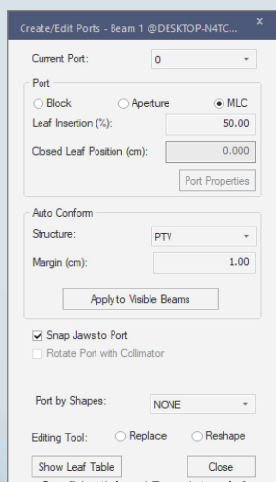 Create/Edit Ports - Beam 1 @DESKTOP-N4TC... x
Current Port: 0
Port
Block Aperture MLC
Leaf Insertion (%): 50.00
Closed Leaf Position (cm): 0.000
Port Properties
Auto Conform
Structure: PTV
Margin (cm): 1.00
Apply to Visible Beams
Snap Jaws to Port
Rotate Port with Collimator
Port by Shapes: NONE
Editing Tool: Replace Reshape
Show Leaf Table Close